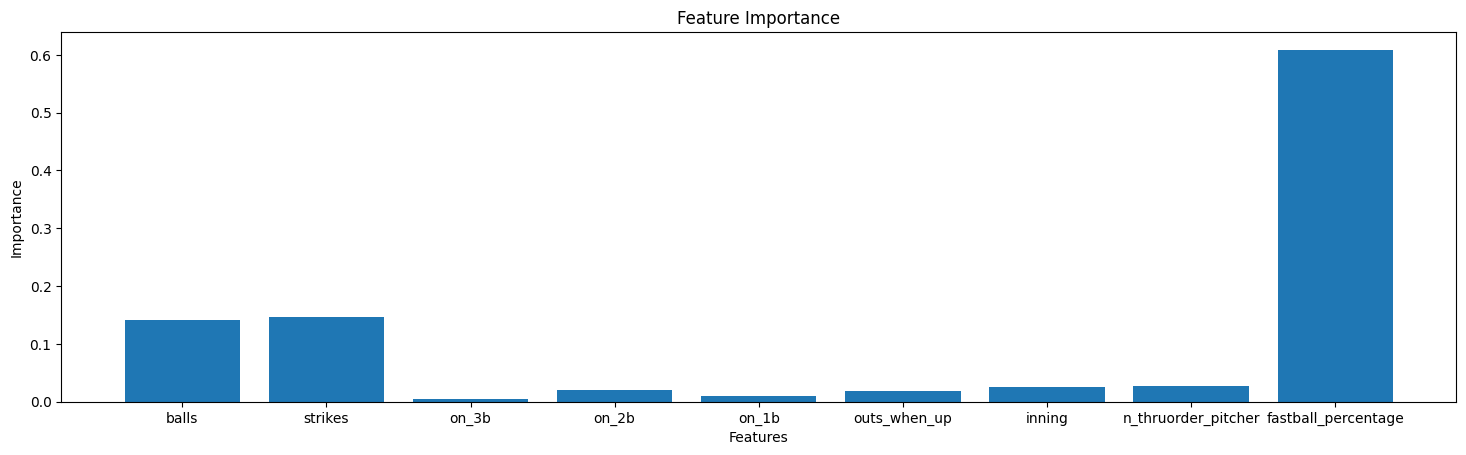 Feature Importance
Importance
0.6
0.5
0.4
0.3
0.2
0.1
0.0
balls strikes on_3b on_2b on_1b outs_when_up inning n_thruorder_pitcher fastball_percentage
Features